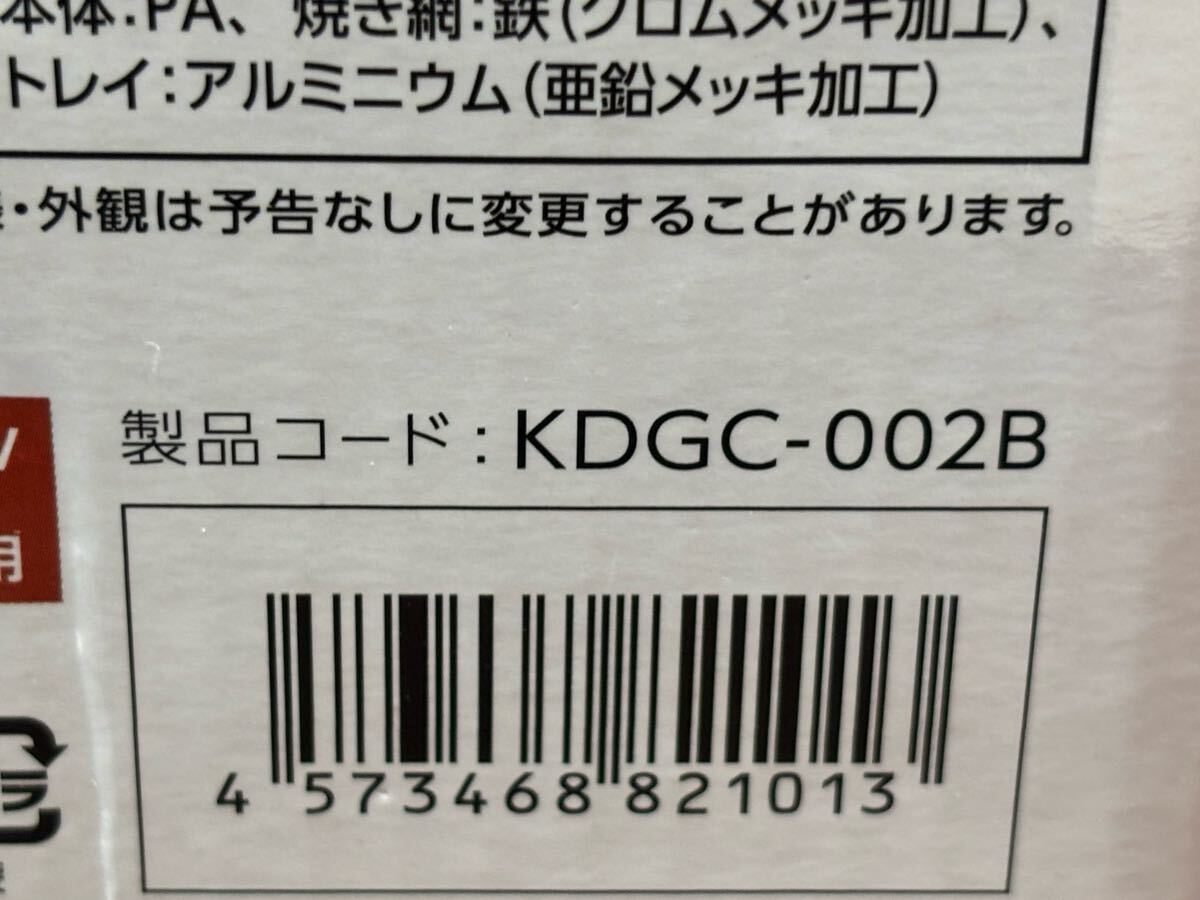 本体:PA、焼き網:鉄(クロムメッキ加工)、
トレイ:アルミニウム(亜鉛メッキ加工)
・外観は予告なしに変更することがあります。
製品コード:KDGC-002B
V
用
4 573468 821013
プラ